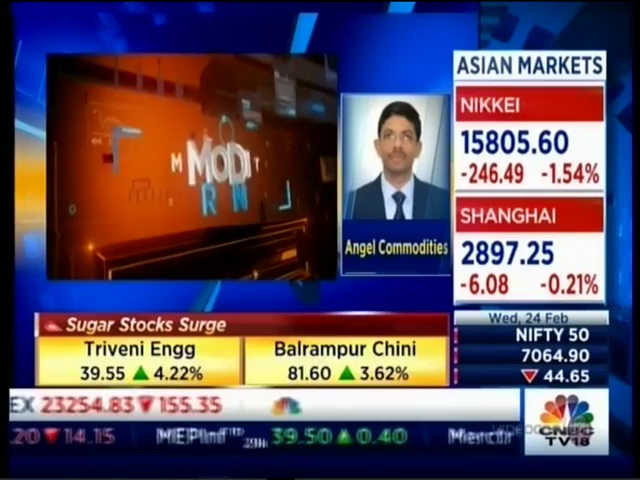 ASIAN MARKETS
NIKKEI
15805.60
-246.49 -1.54%
SHANGHAI
2897.25
-6.08 -0.21%
MODI
Angel Commodities
Sugar Stocks Surge
Triveni Engg
39.55 ▲ 4.22%
Balrampur Chini
81.60 ▲ 3.62%
Wed, 24 Feb
NIFTY 50
7064.90
▽ 44.65
EX 23254.83 ▼ 155.35
.20 ▼ 14.15 39.50 ▲ 0.40
CNBC
TV18